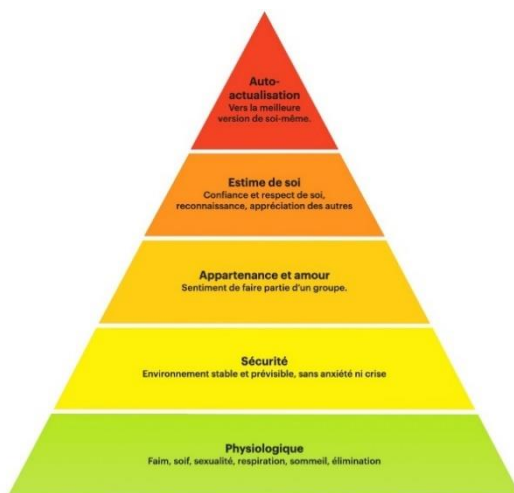 Auto-
actualisation
Vers la meilleure
version de soi-même.
Estime de soi
Confiance et respect de soi,
reconnaissance, appréciation des autres
Appartenance et amour
Sentiment de faire partie d'un groupe.
Sécurité
Environnement stable et prévisible, sans anxiété ni crise
Physiologique
Faim, soif, sexualité, respiration, sommeil, élimination